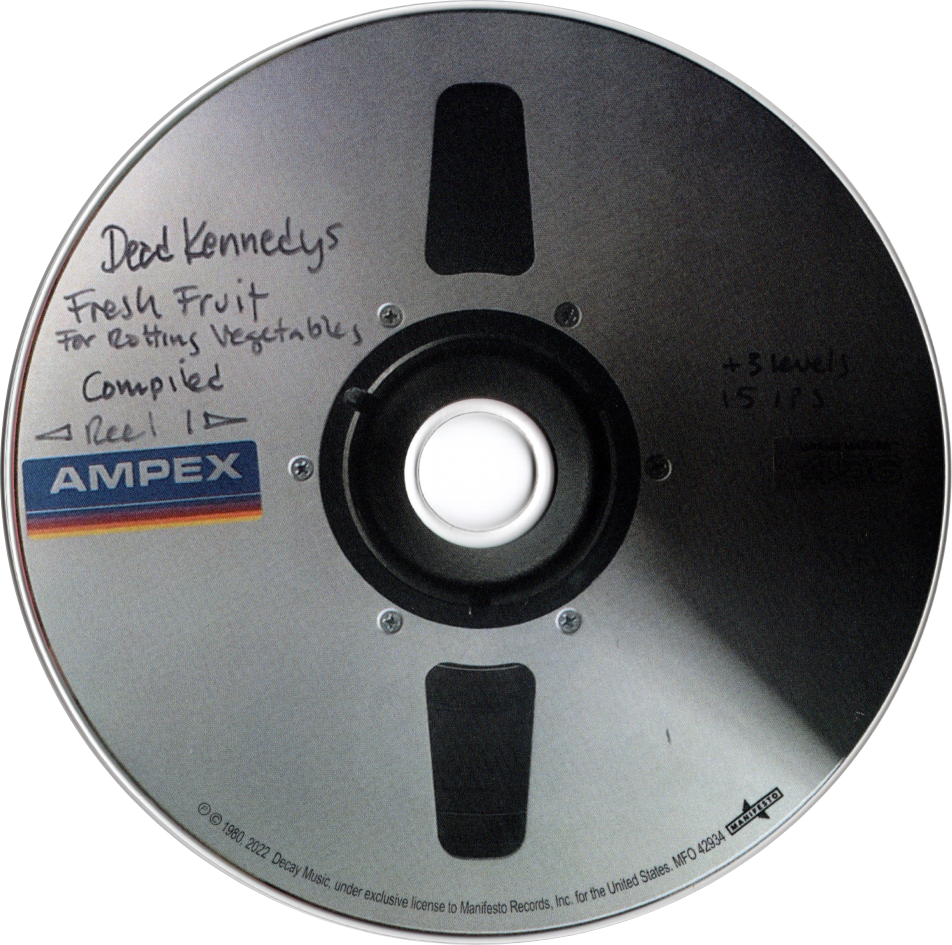 Dead Kennedys
Fresh Fruit
For Rotting Vegetables
Compiled
◅ Reel 1 ▻
AMPEX
+3 levels
15 IPS
℗ © 1980, 2022 Decay Music, under exclusive license to Manifesto Records, Inc. for the United States. MFO 42934
MANIFESTO